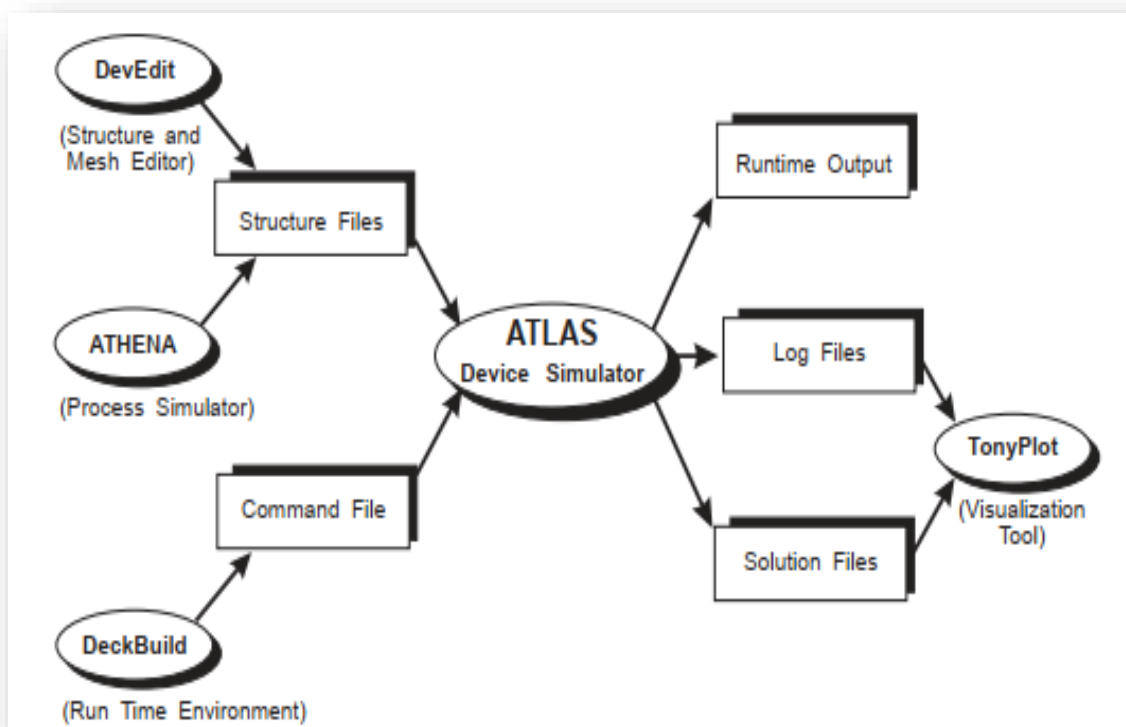 DevEdit
(Structure and
Mesh Editor)
Structure Files
ATHENA
(Process Simulator)
Command File
DeckBuild
(Run Time Environment)
ATLAS
Device Simulator
Runtime Output
Log Files
Solution Files
TonyPlot
(Visualization
Tool)